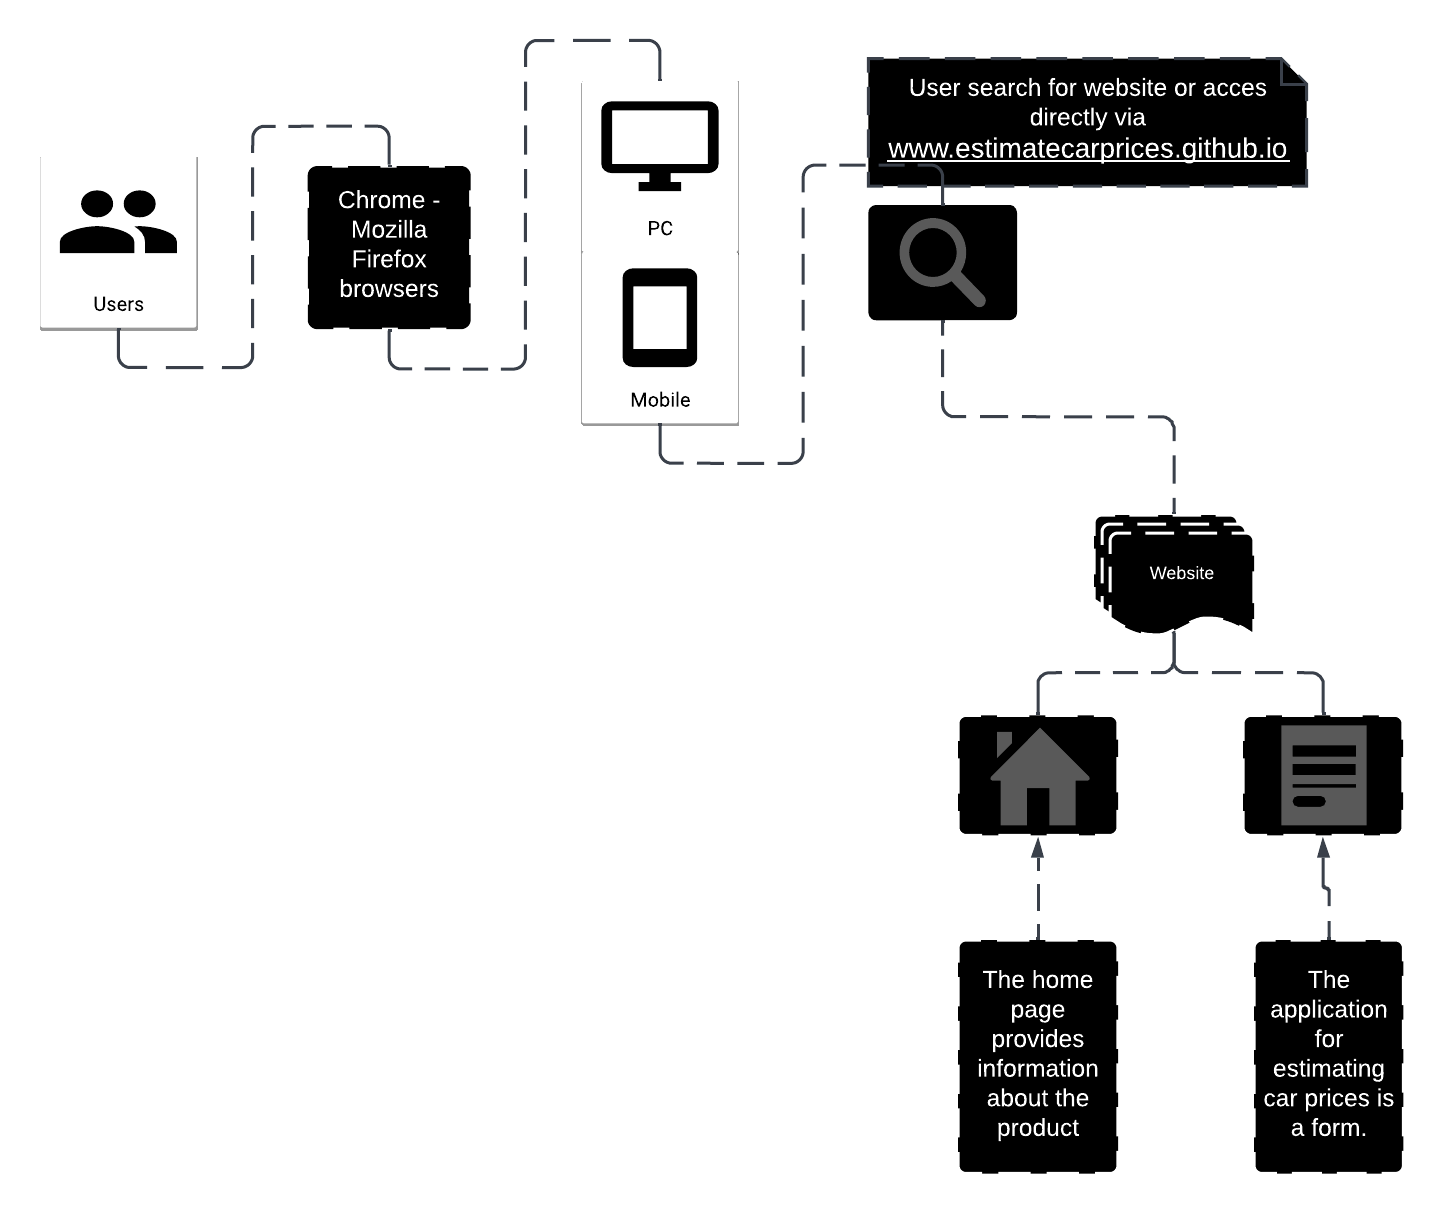 Users
Chrome -
Mozilla
Firefox
browsers
PC
Mobile
User search for website or acces
directly via
www.estimatecarprices.github.io
Website
The home
page
provides
information
about the
product
The
application
for
estimating
car prices is
a form.